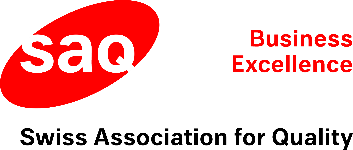 saq
Business
Excellence
Swiss Association for Quality